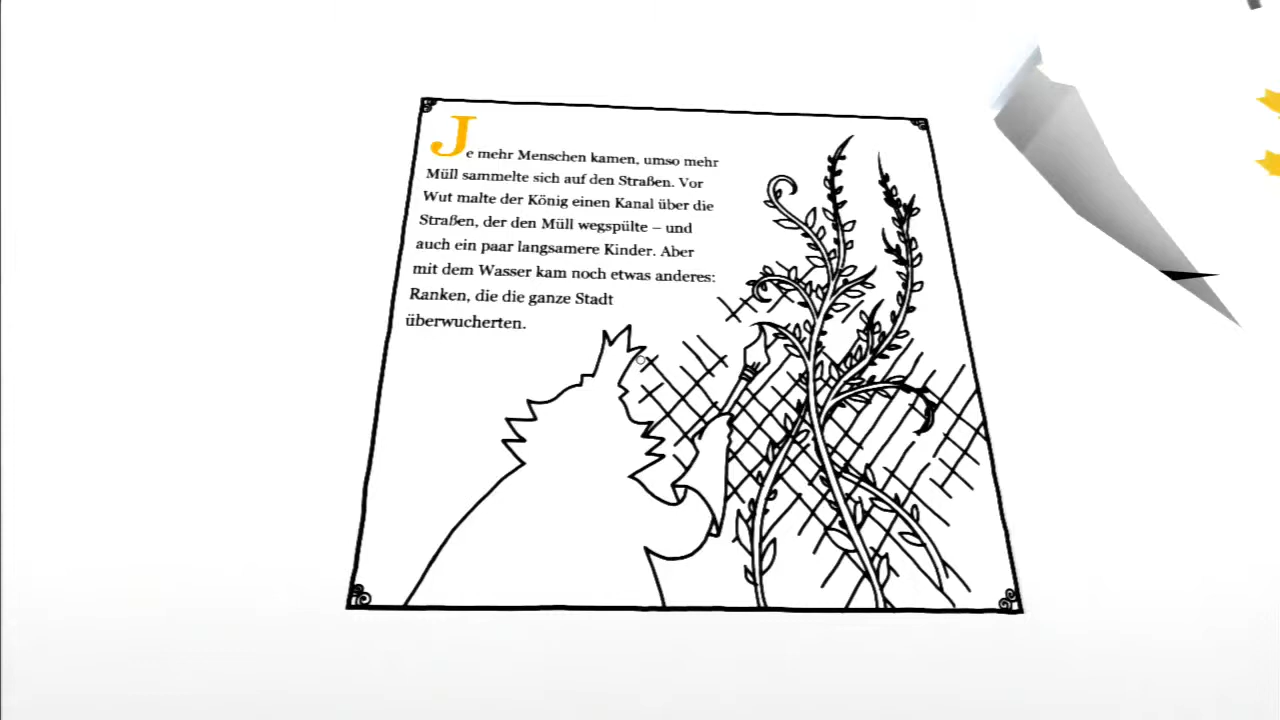 Je mehr Menschen kamen, umso mehr
Müll sammelte sich auf den Straßen. Vor
Wut malte der König einen Kanal über die
Straßen, der den Müll wegspülte – und
auch ein paar langsamere Kinder. Aber
mit dem Wasser kam noch etwas anderes:
Ranken, die die ganze Stadt
überwucherten.